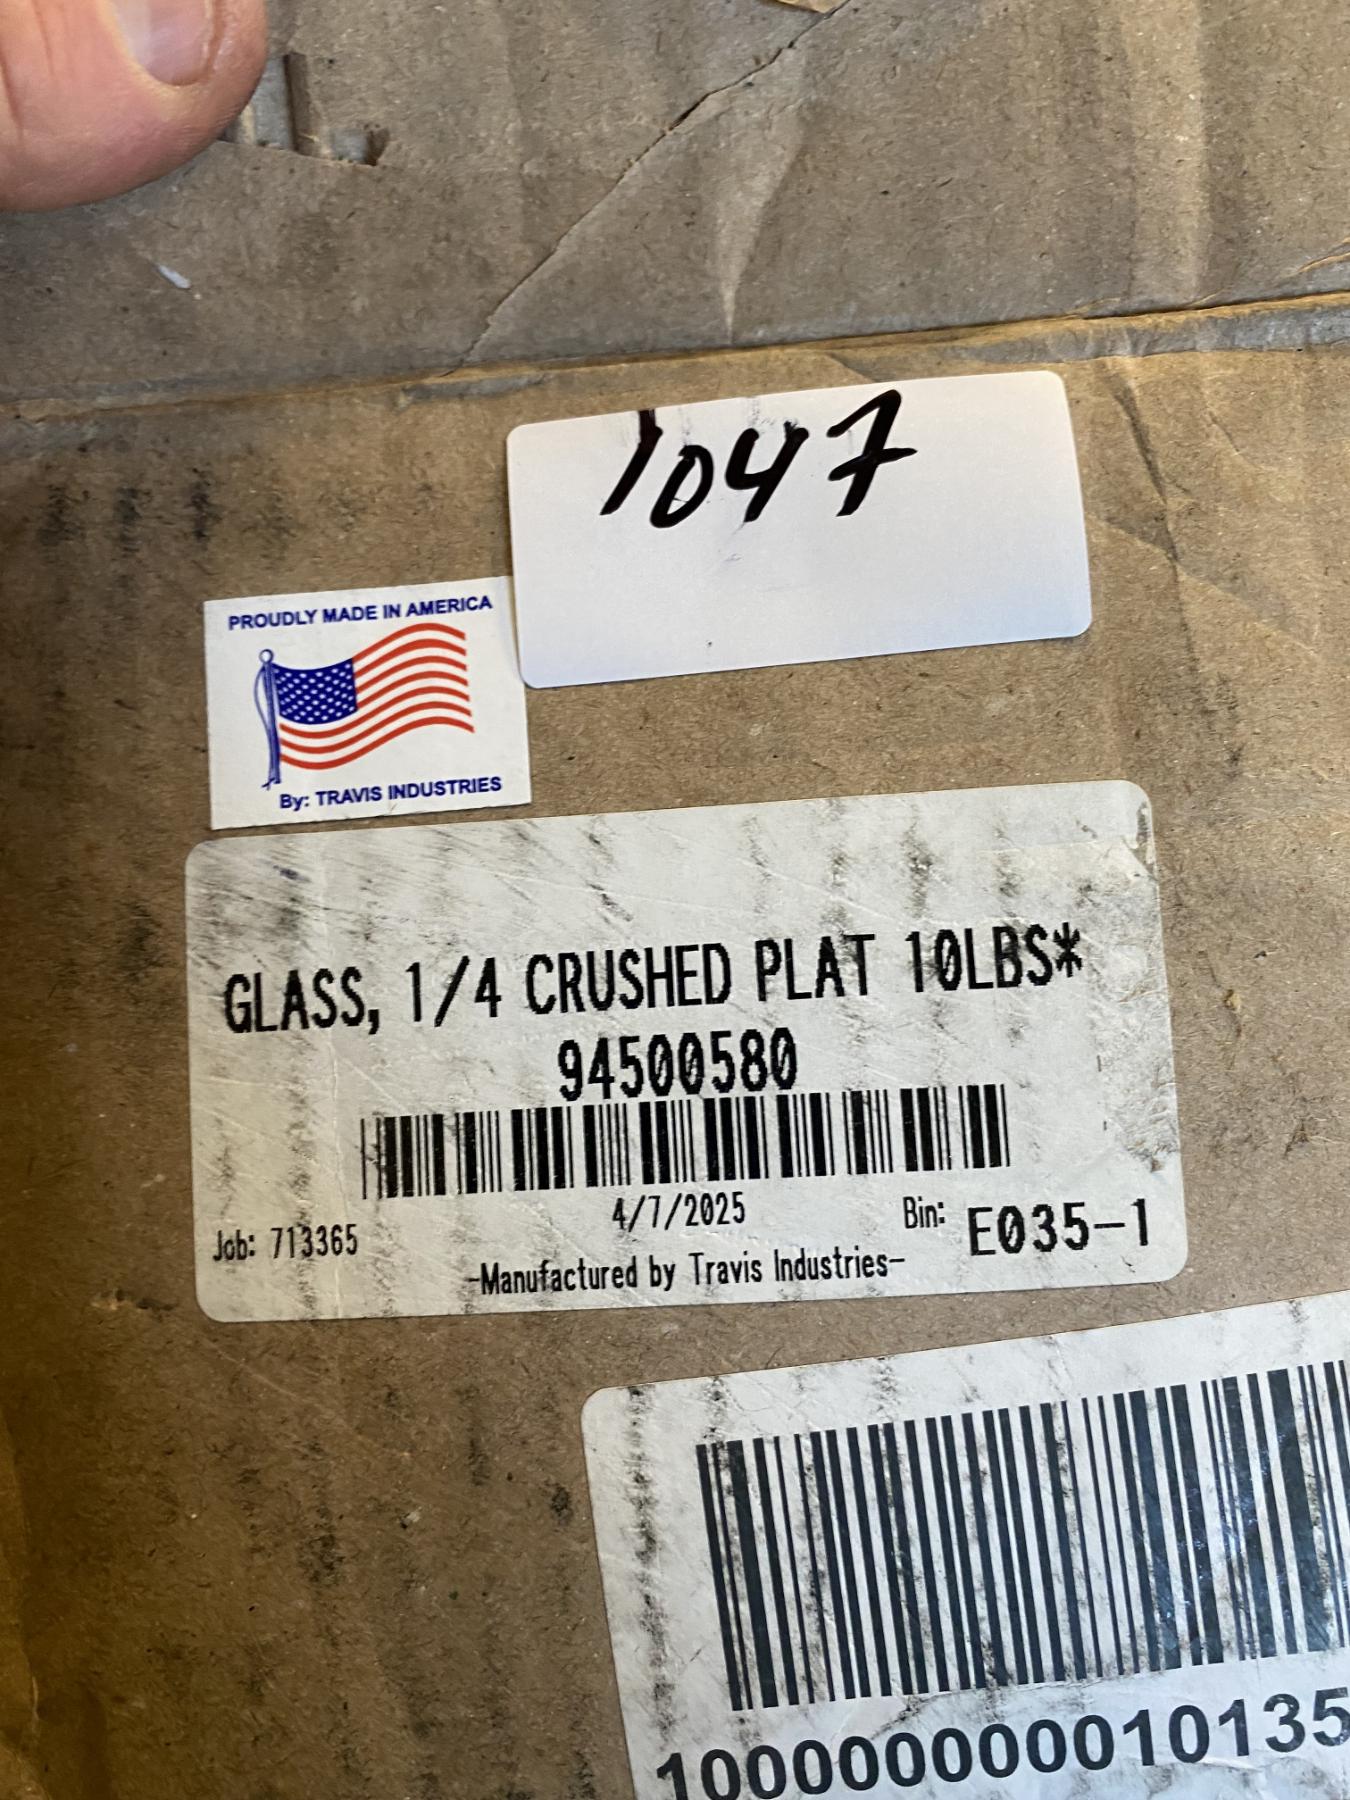 1047
PROUDLY MADE IN AMERICA
By: TRAVIS INDUSTRIES
GLASS, 1/4 CRUSHED PLAT 10LBS*
94500580
4/7/2025
Job: 713365
Bin: E035-1
-Manufactured by Travis Industries-
1000000000010135